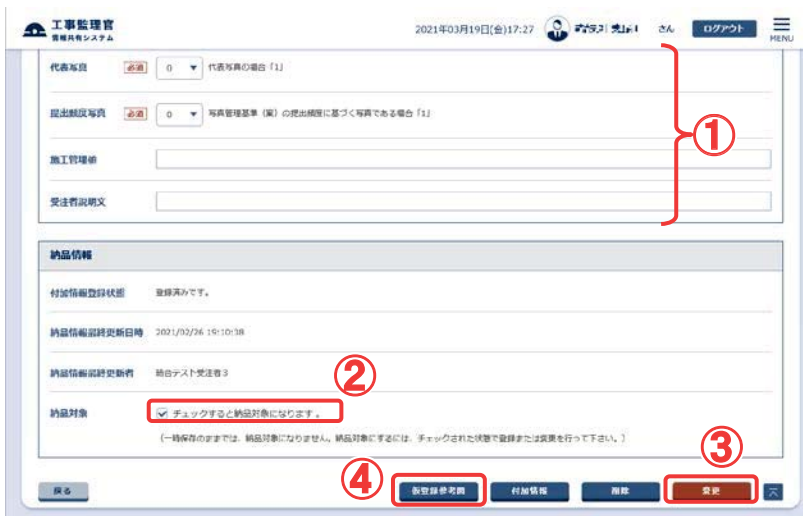 工事監理官
情報共有システム
2021年03月19日(金)17:27
さん
ログアウト
MENU
代表写真 必須 0 ▼ 代表写真の場合「1」
提出頻度写真 必須 0 ▼ 写真管理基準(案)の提出頻度に基づく写真である場合「1」
①
施工管理値
受注者説明文
納品情報
付加情報登録状態 登録済みです。
納品情報最終更新日時 2021/02/26 19:10:38
納品情報最終更新者 統合テスト受注者3
②
納品対象 チェックすると納品対象になります。
(一時保存のままでは、納品対象になりません。納品対象にするには、チェックされた状態で登録または変更を行って下さい。)
③
④
戻る 仮登録参考図 付加情報 削除 変更